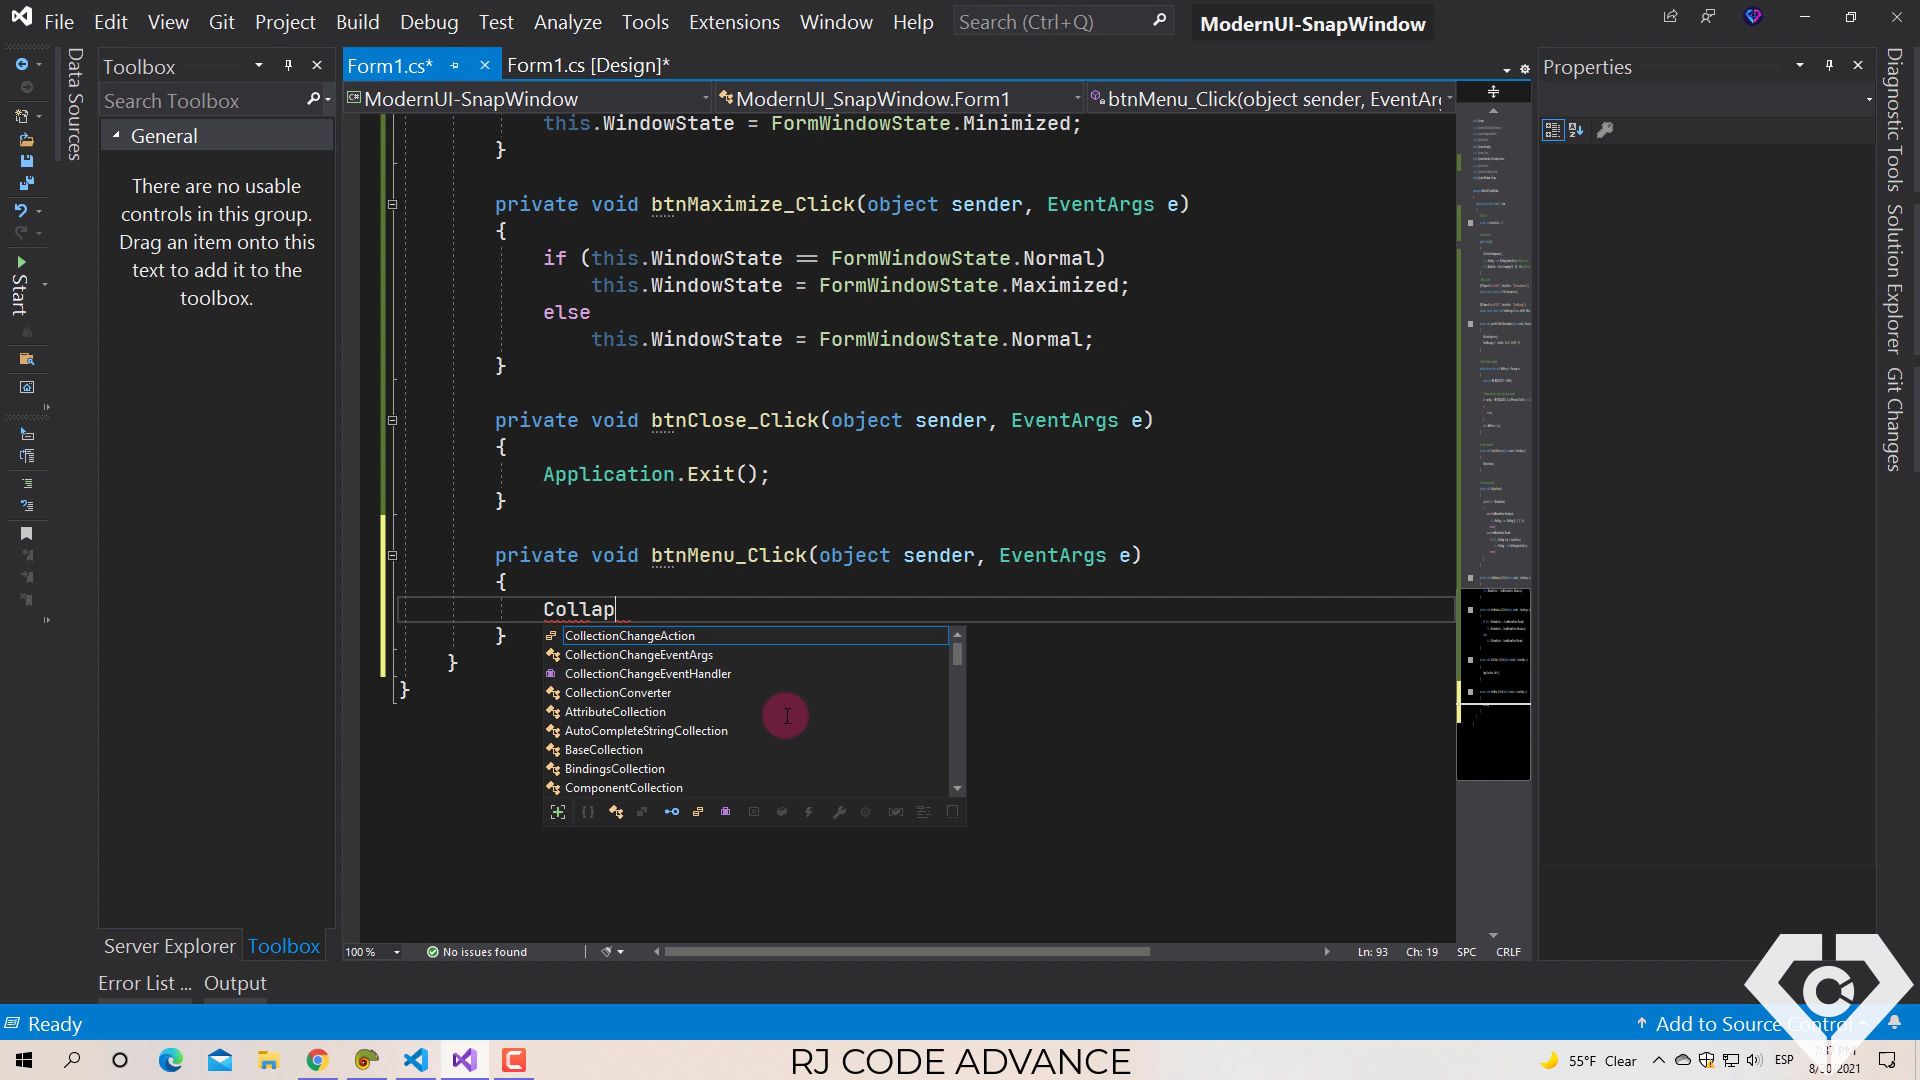 File Edit View Git Project Build Debug Test Analyze Tools Extensions Window Help Search (Ctrl+Q) ModernUI-SnapWindow
Data Sources
Start
Toolbox
Search Toolbox
General
There are no usable
controls in this group.
Drag an item onto this
text to add it to the
toolbox.
Server Explorer Toolbox
Error List ... Output
Form1.cs* Form1.cs [Design]*
ModernUI-SnapWindow ModernUI_SnapWindow.Form1 btnMenu_Click(object sender, EventArg
this.WindowState = FormWindowState.Minimized;
}
private void btnMaximize_Click(object sender, EventArgs e)
{
if (this.WindowState == FormWindowState.Normal)
this.WindowState = FormWindowState.Maximized;
else
this.WindowState = FormWindowState.Normal;
}
private void btnClose_Click(object sender, EventArgs e)
{
Application.Exit();
}
private void btnMenu_Click(object sender, EventArgs e)
{
Collap
}
}
}
CollectionChangeAction
CollectionChangeEventArgs
CollectionChangeEventHandler
CollectionConverter
AttributeCollection
AutoCompleteStringCollection
BaseCollection
BindingsCollection
ComponentCollection
100 % No issues found Ln: 93 Ch: 19 SPC CRLF
Properties
Diagnostic Tools
Solution Explorer
Git Changes
Ready
Add to Source Control
RJ CODE ADVANCE
55°F Clear ESP
7:37 PM
8/30/2021